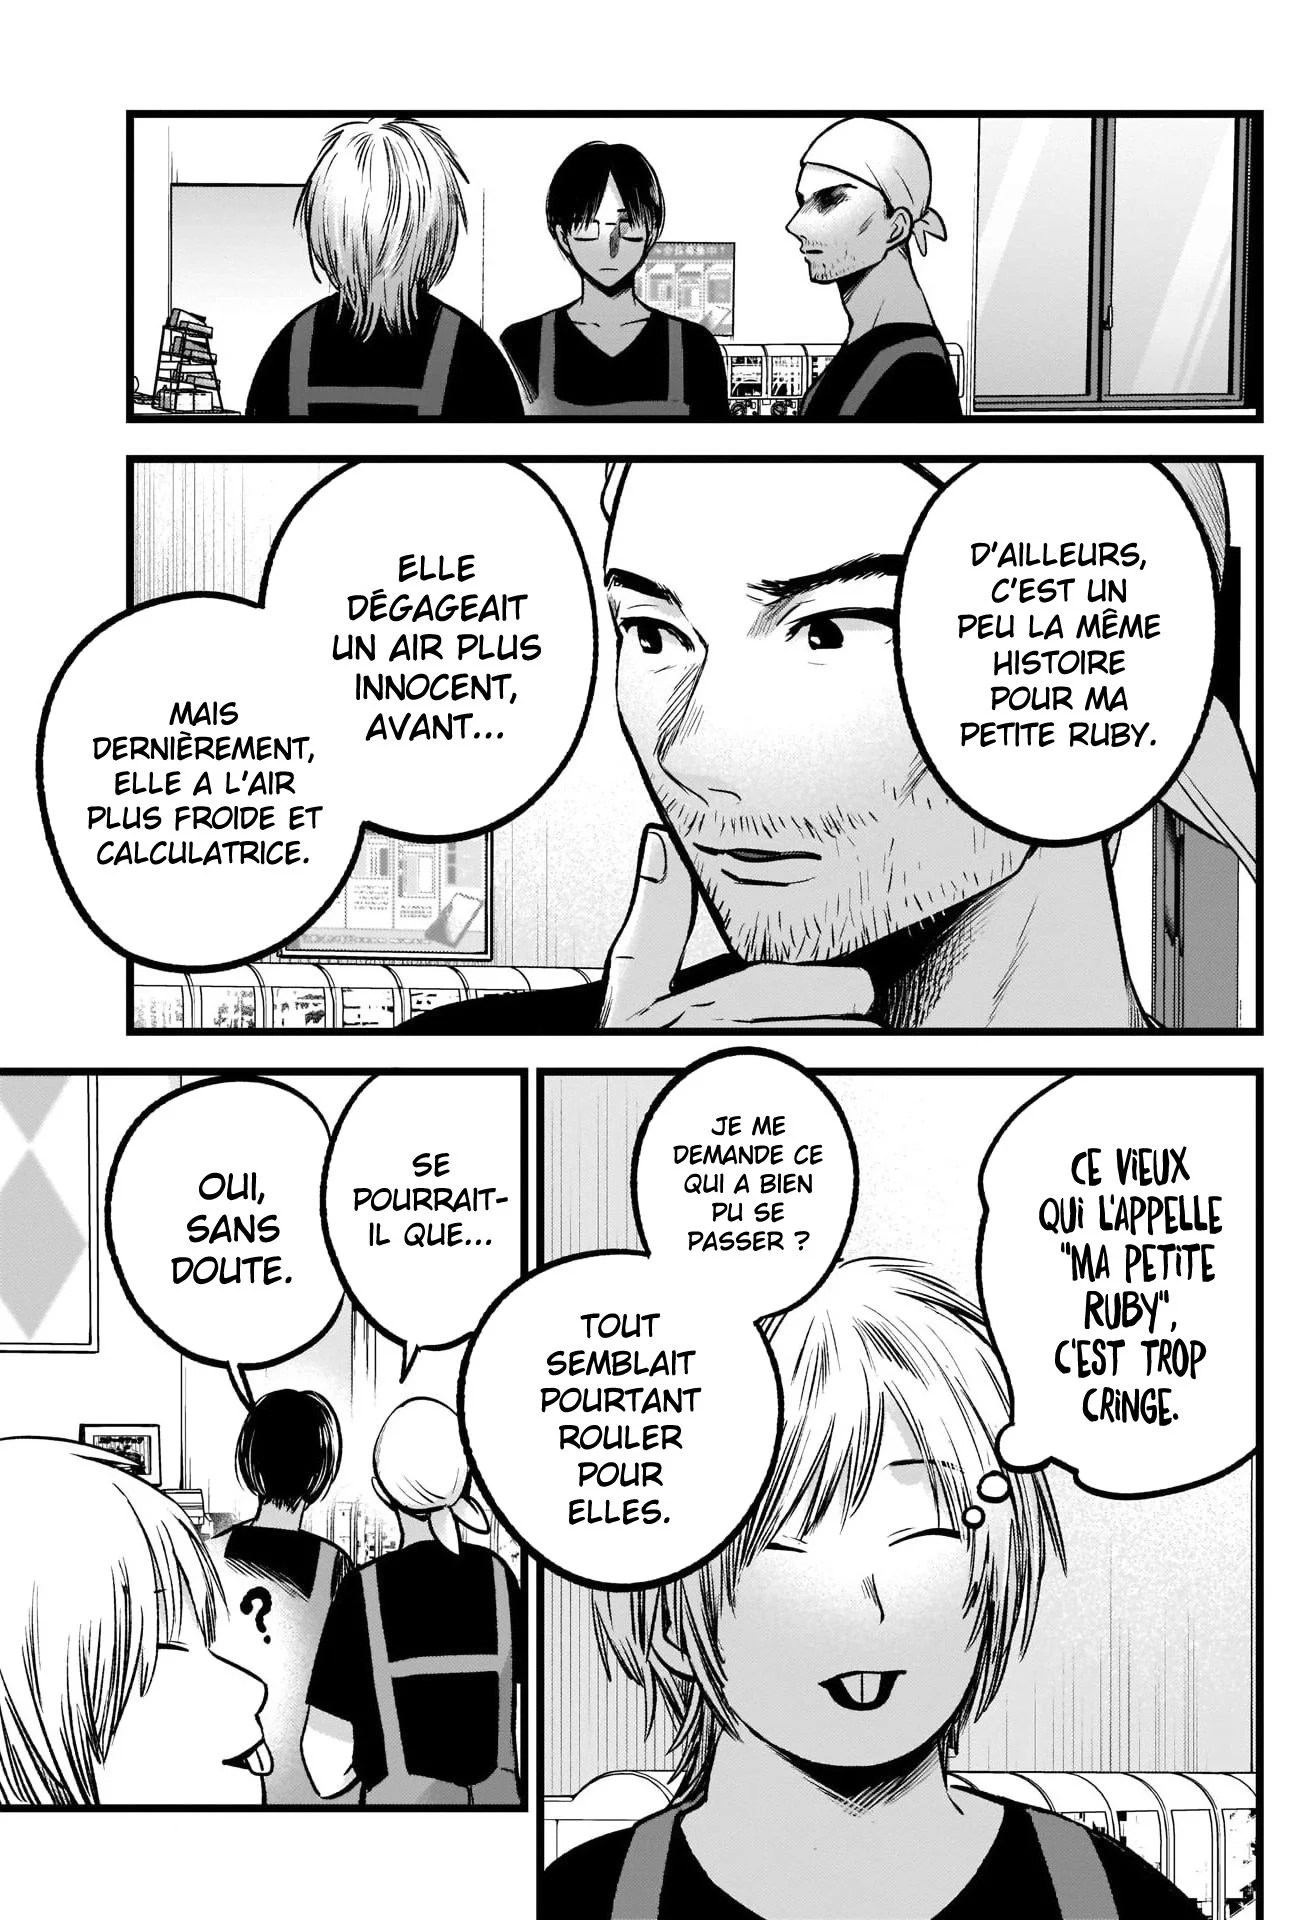 D'AILLEURS,
C'EST UN
PEU LA MÊME
HISTOIRE
POUR MA
PETITE RUBY.
ELLE
DÉGAGEAIT
UN AIR PLUS
INNOCENT,
AVANT...
MAIS
DERNIÈREMENT,
ELLE A L'AIR
PLUS FROIDE ET
CALCULATRICE.
CE VIEUX
QUI L'APPELLE
"MA PETITE
RUBY",
C'EST TROP
CRINGE.
JE ME
DEMANDE CE
QUI A BIEN
PU SE
PASSER ?
TOUT
SEMBLAIT
POURTANT
ROULER
POUR
ELLES.
SE
POURRAIT-
IL QUE...
OUI,
SANS
DOUTE.
?